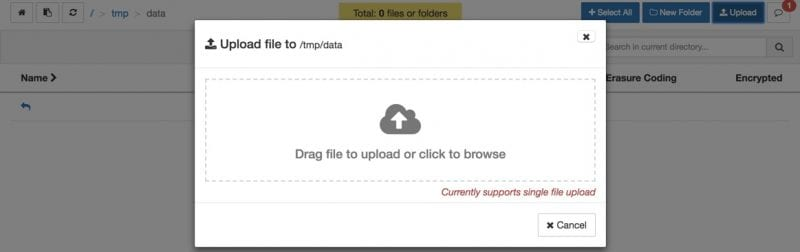 / > tmp > data
Total: 0 files or folders
+ Select All
New Folder
Upload
1
Upload file to /tmp/data
Search in current directory...
Name
Erasure Coding
Encrypted
Drag file to upload or click to browse
Currently supports single file upload
Cancel